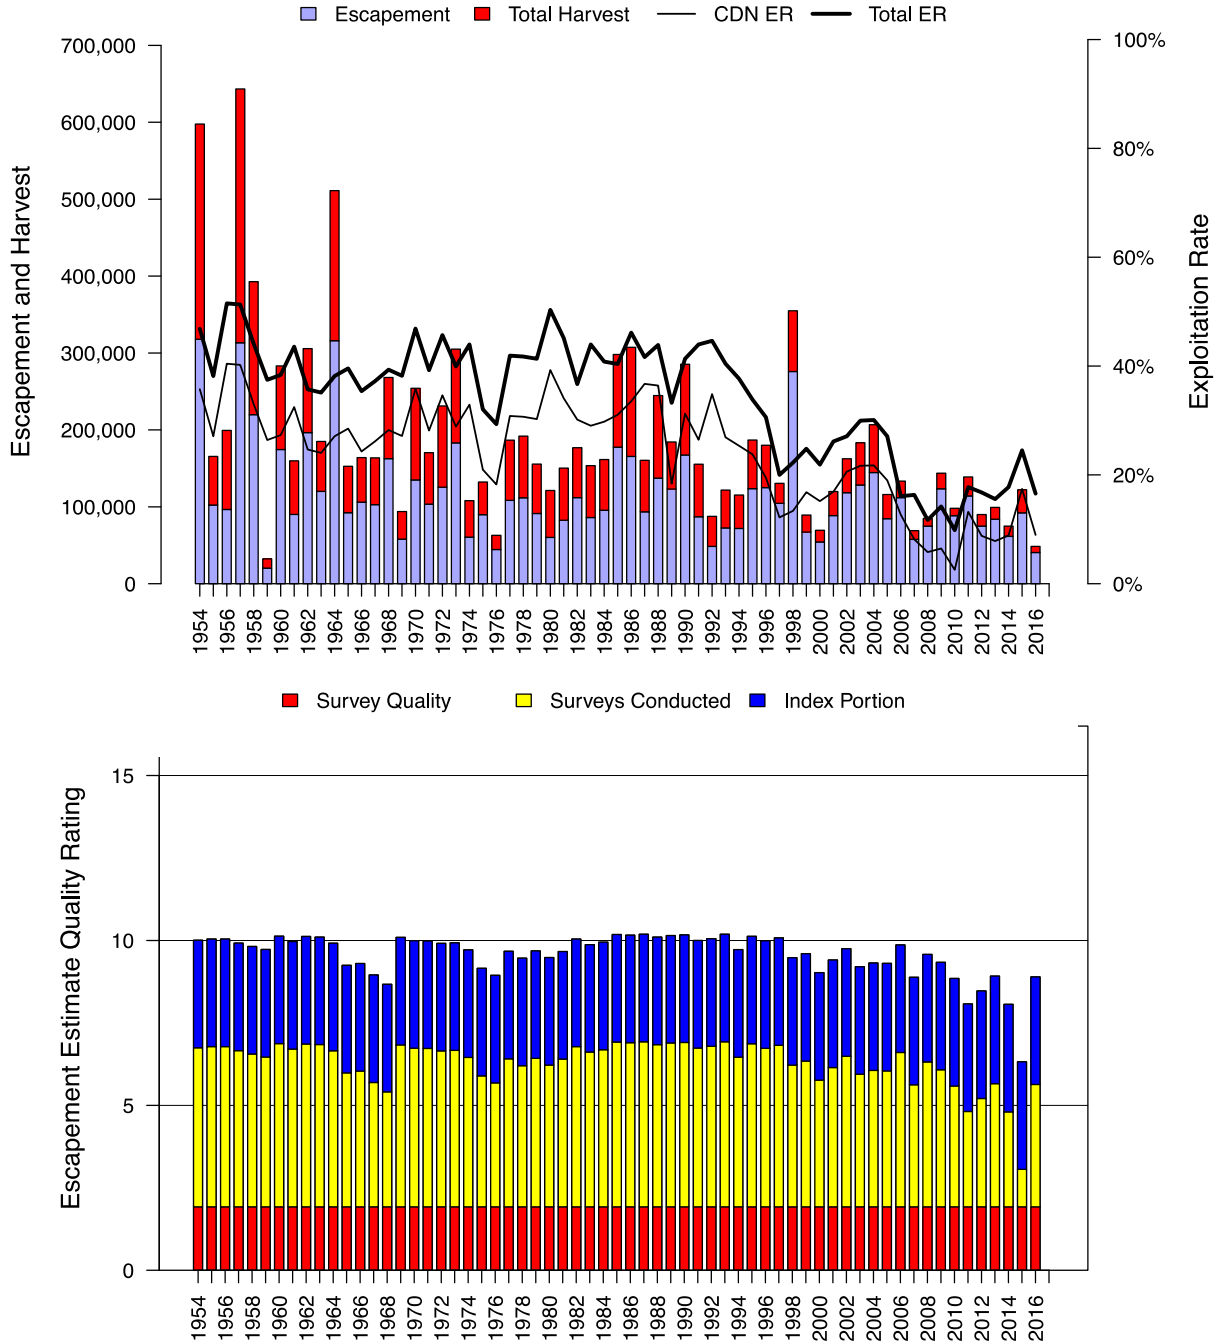 Escapement Total Harvest CDN ER Total ER
700,000
600,000
500,000
400,000
300,000
200,000
100,000
0
Escapement and Harvest
100%
80%
60%
40%
20%
0%
Exploitation Rate
1954 1956 1958 1960 1962 1964 1966 1968 1970 1972 1974 1976 1978 1980 1982 1984 1986 1988 1990 1992 1994 1996 1998 2000 2002 2004 2006 2008 2010 2012 2014 2016
Survey Quality Surveys Conducted Index Portion
15
10
5
0
Escapement Estimate Quality Rating
1954 1956 1958 1960 1962 1964 1966 1968 1970 1972 1974 1976 1978 1980 1982 1984 1986 1988 1990 1992 1994 1996 1998 2000 2002 2004 2006 2008 2010 2012 2014 2016